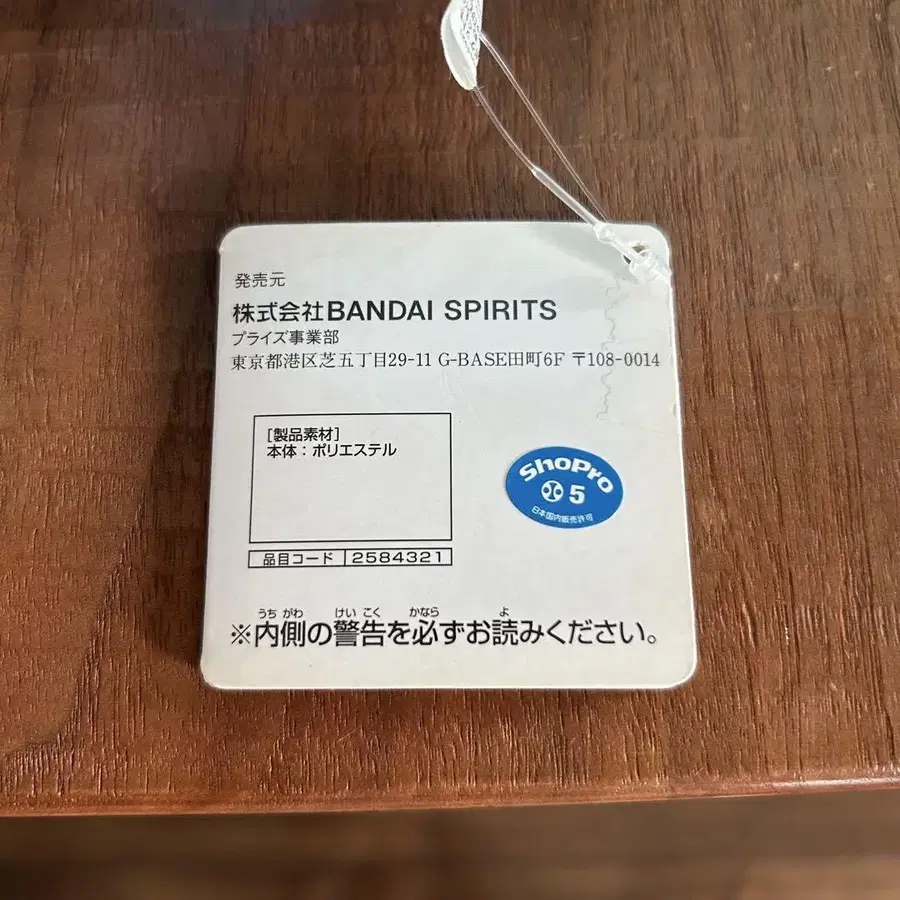 発売元
株式会社BANDAI SPIRITS
プライズ事業部
東京都港区芝五丁目29-11 G-BASE田町6F 〒108-0014
[製品素材]
本体：ポリエステル
ShoPro
5
日本国内販売許可
品目コード 2584321
うち がわ けい こく かなら よ
※内側の警告を必ずお読みください。